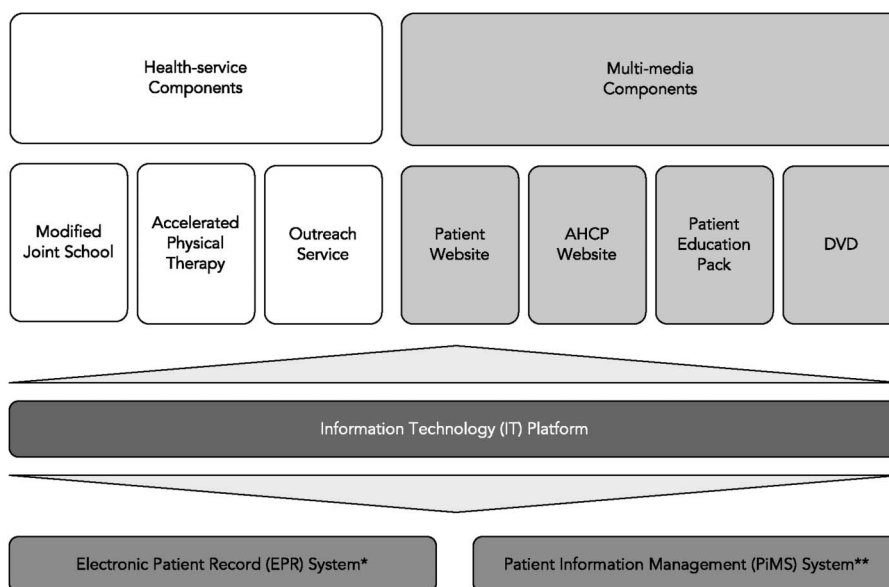 Health-service
Components
Multi-media
Components
Modified
Joint School
Accelerated
Physical
Therapy
Outreach
Service
Patient
Website
AHCP
Website
Patient
Education
Pack
DVD
Information Technology (IT) Platform
Electronic Patient Record (EPR) System*
Patient Information Management (PiMS) System**